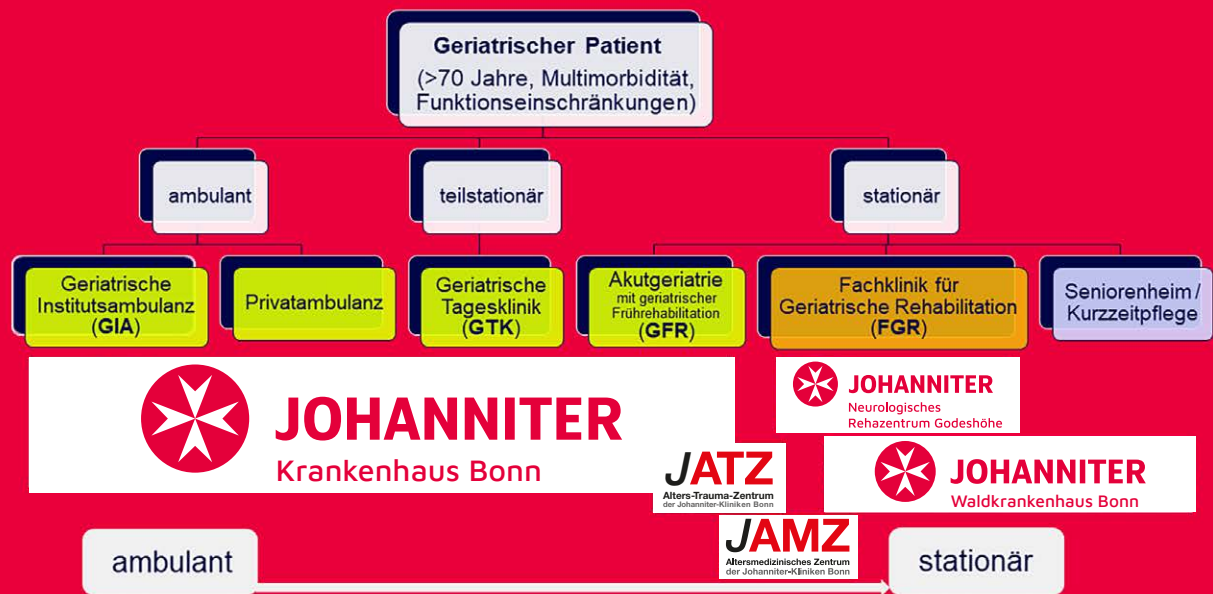 Geriatrischer Patient
(>70 Jahre, Multimorbidität,
Funktionseinschränkungen)
ambulant
teilstationär
stationär
Geriatrische
Institutsambulanz
(GIA)
Privatambulanz
Geriatrische
Tagesklinik
(GTK)
Akutgeriatrie
mit geriatrischer
Frührehabilitation
(GFR)
Fachklinik für
Geriatrische Rehabilitation
(FGR)
Seniorenheim/
Kurzzeitpflege
JOHANNITER
Krankenhaus Bonn
JOHANNITER
Neurologisches
Rehazentrum Godeshöhe
JATZ
Alters-Trauma-Zentrum
der Johanniter-Kliniken Bonn
JOHANNITER
Waldkrankenhaus Bonn
JAMZ
Altersmedizinisches Zentrum
der Johanniter-Kliniken Bonn
ambulant
stationär